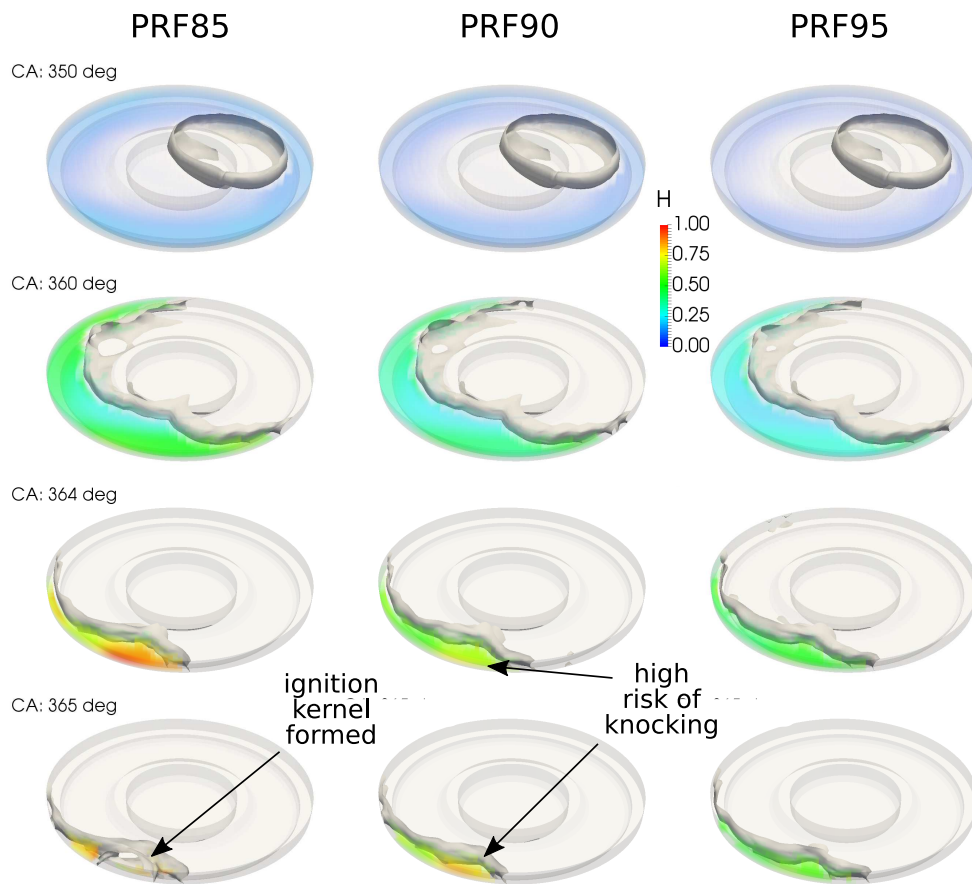 PRF85 PRF90 PRF95
CA: 350 deg
H
1.00
0.75
0.50
0.25
0.00
CA: 360 deg
CA: 364 deg
ignition
kernel
formed
high
risk of
knocking
CA: 365 deg